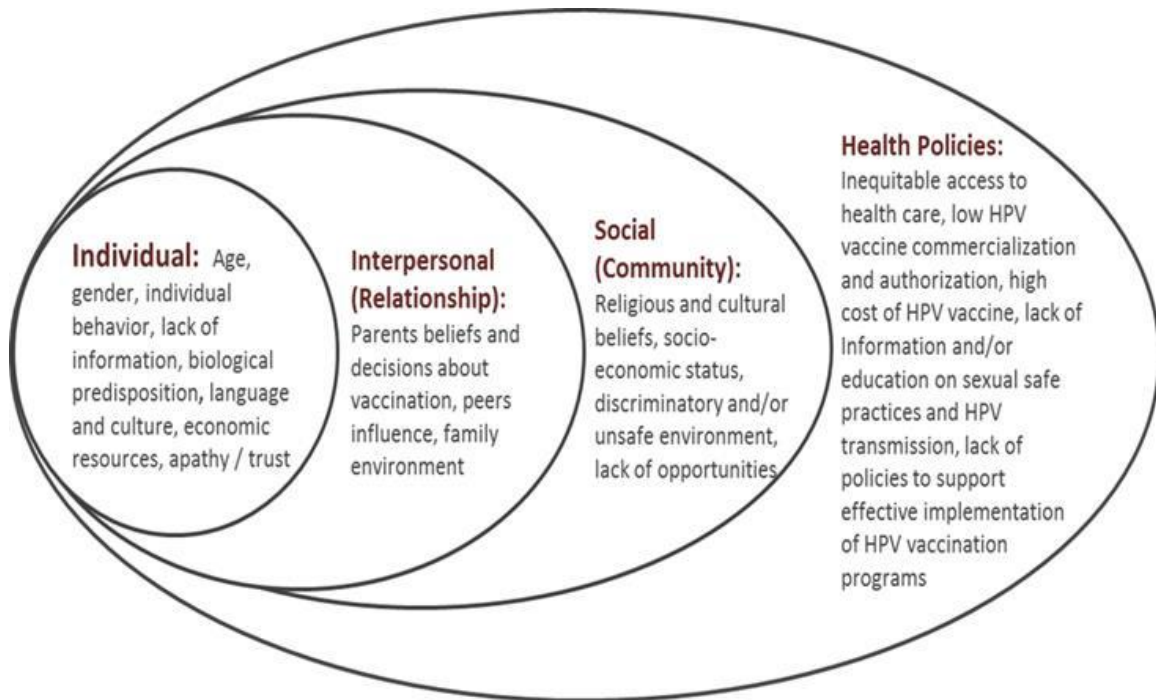 Individual: Age,
gender, individual
behavior, lack of
information, biological
predisposition, language
and culture, economic
resources, apathy / trust
Interpersonal
(Relationship):
Parents beliefs and
decisions about
vaccination, peers
influence, family
environment
Social
(Community):
Religious and cultural
beliefs, socio-
economic status,
discriminatory and/or
unsafe environment,
lack of opportunities
Health Policies:
Inequitable access to
health care, low HPV
vaccine commercialization
and authorization, high
cost of HPV vaccine, lack of
Information and/or
education on sexual safe
practices and HPV
transmission, lack of
policies to support
effective implementation
of HPV vaccination
programs